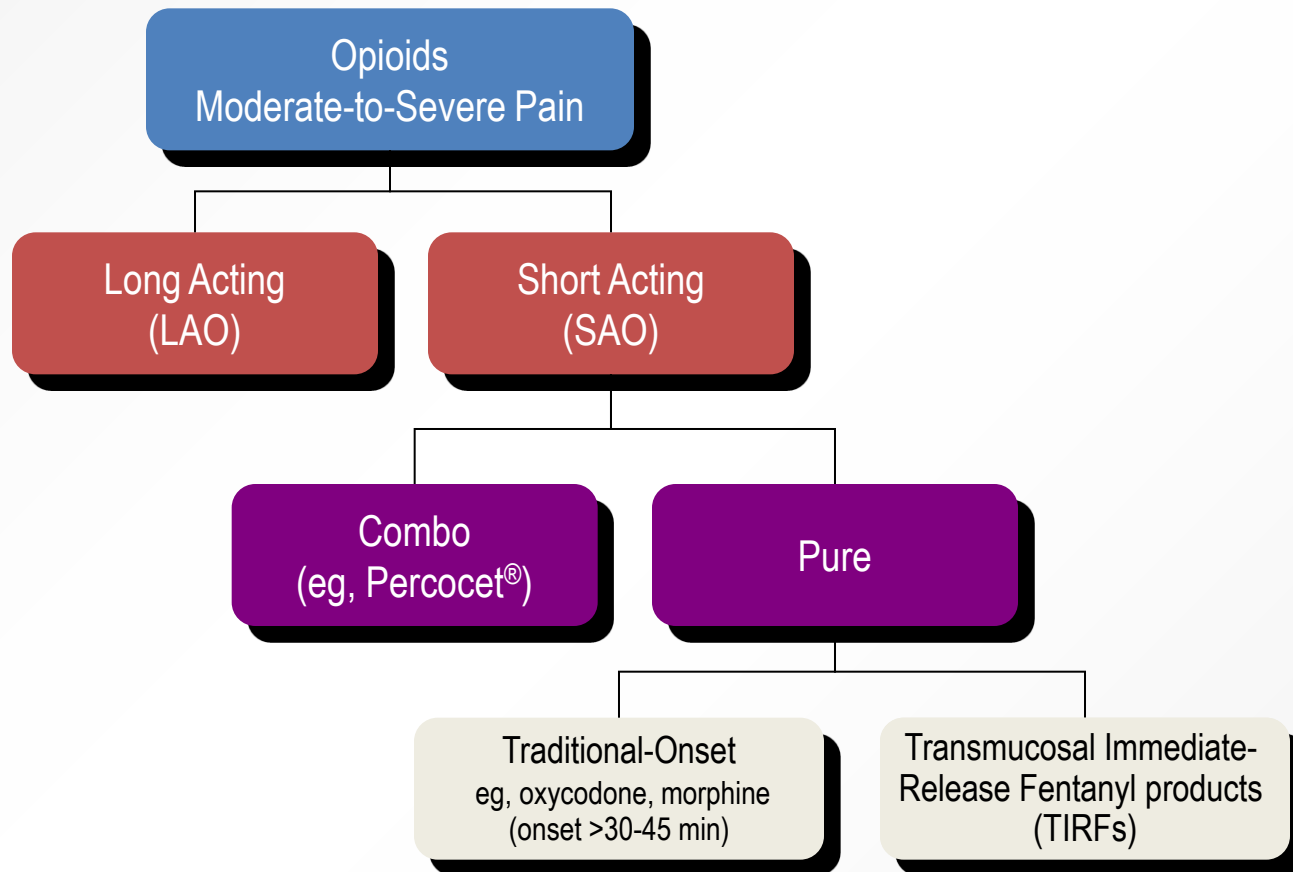 Opioids
Moderate-to-Severe Pain
Long Acting
(LAO)
Short Acting
(SAO)
Combo
(eg, Percocet®)
Pure
Traditional-Onset
eg, oxycodone, morphine
(onset >30-45 min)
Transmucosal Immediate-
Release Fentanyl products
(TIRFs)